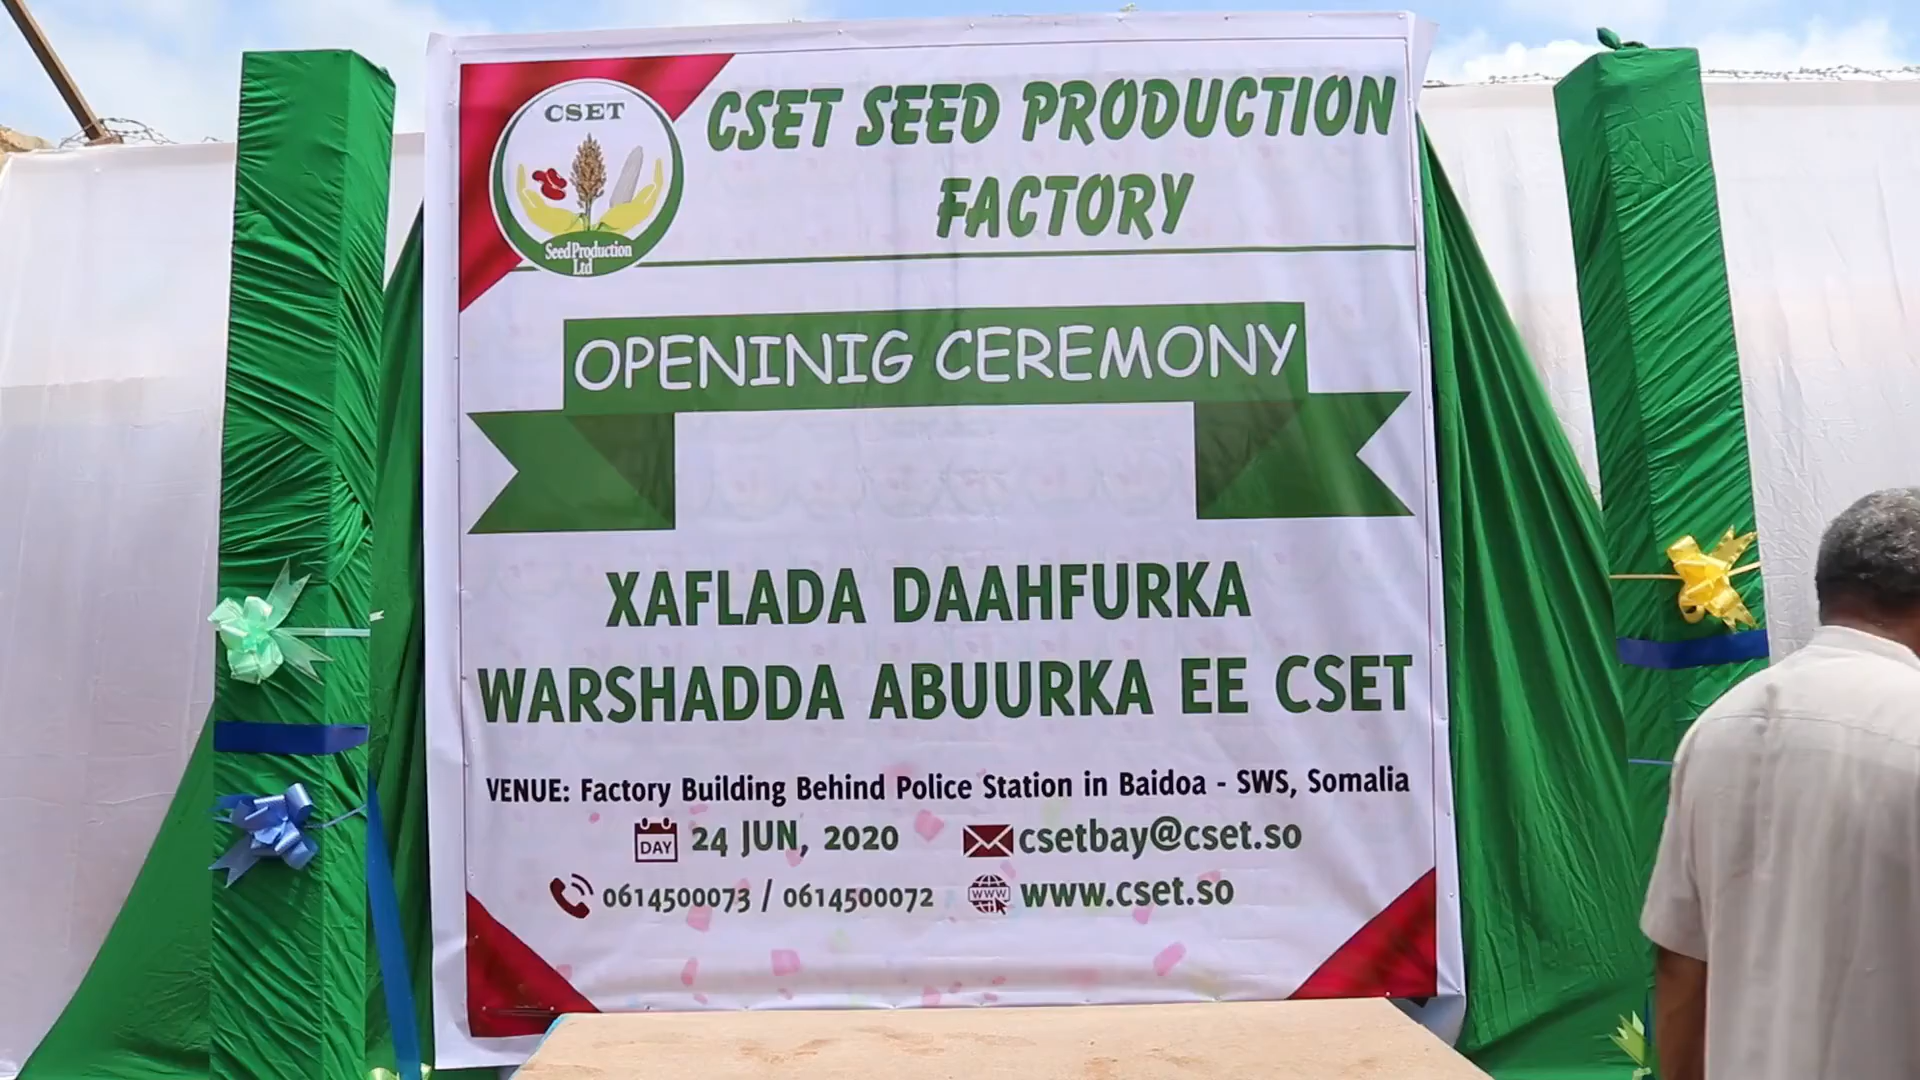 CSET
Seed Production
Ltd
CSET SEED PRODUCTION
FACTORY
OPENINIG CEREMONY
XAFLADA DAAHFURKA
WARSHADDA ABUURKA EE CSET
VENUE: Factory Building Behind Police Station in Baidoa - SWS, Somalia
DAY 24 JUN, 2020 csetbay@cset.so
0614500073 / 0614500072 WWW www.cset.so